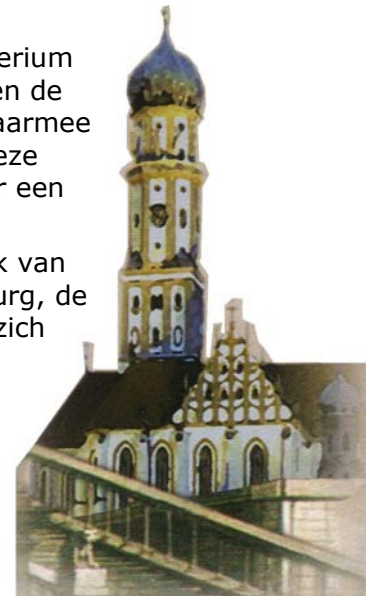 erium
en de
aarmee
eze
r een
k van
urg, de
zich